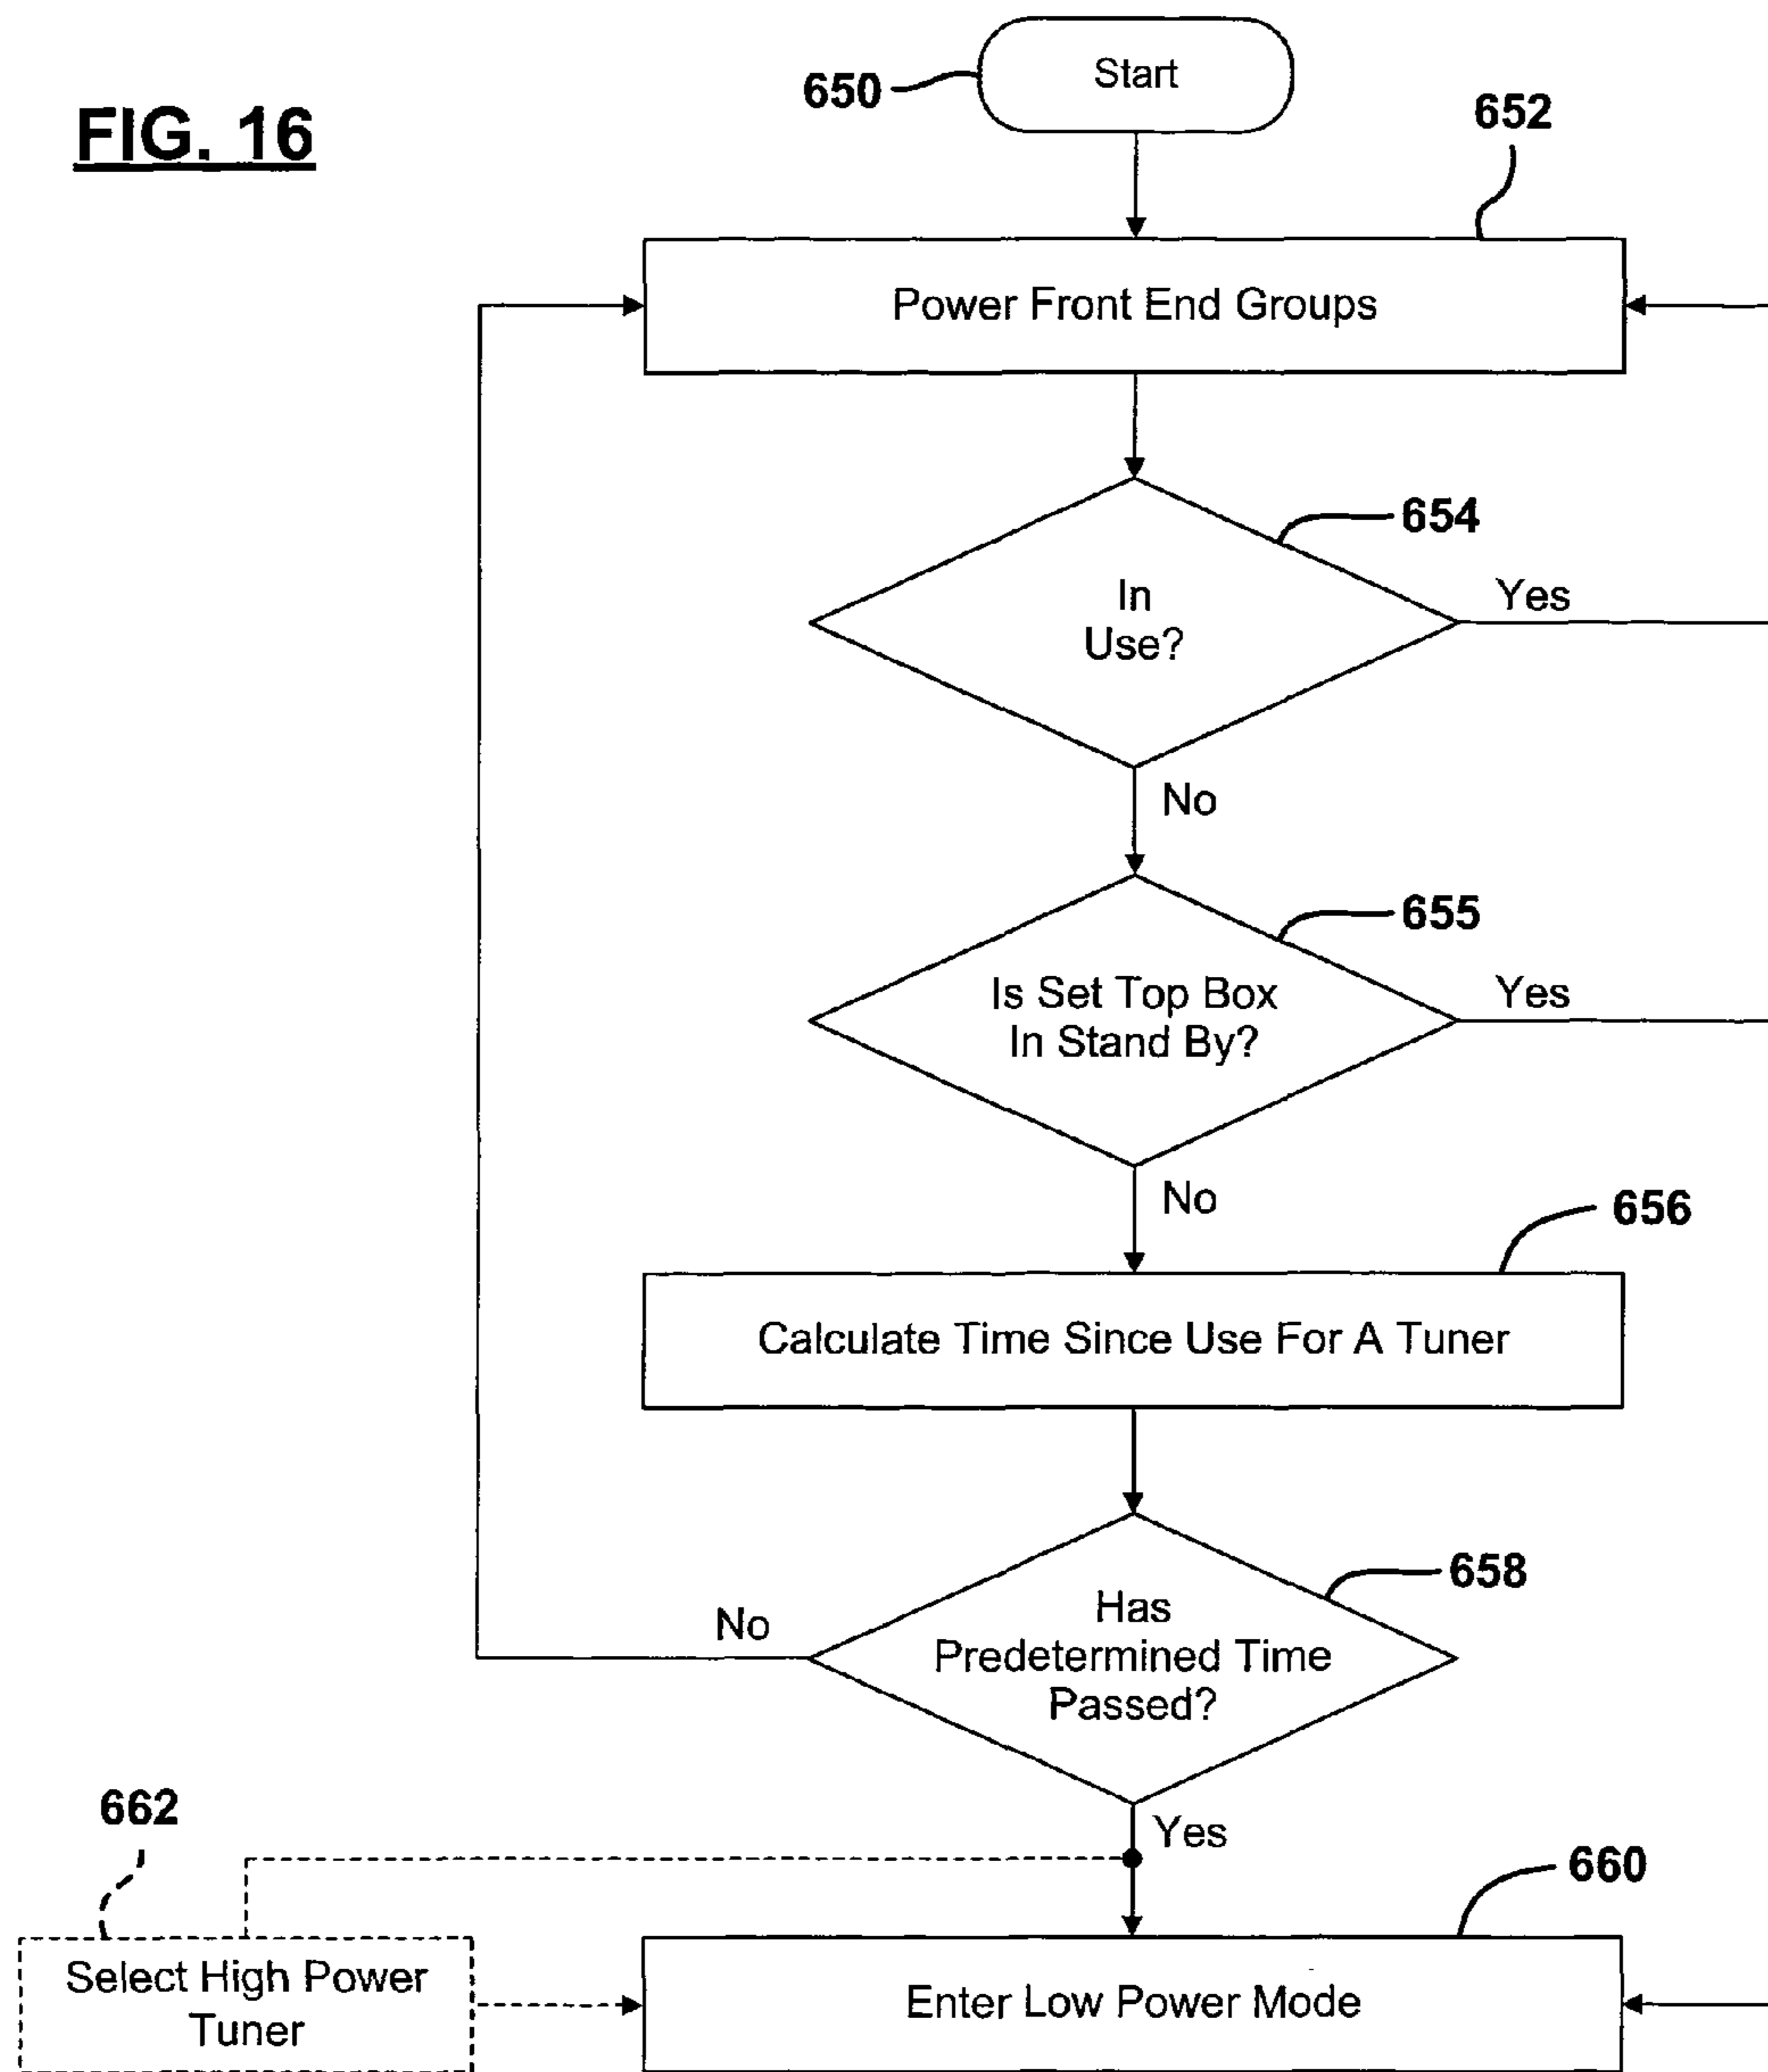 FIG. 16
650
Start
652
Power Front End Groups
654
In
Use?
Yes
No
655
Is Set Top Box
In Stand By?
Yes
No
656
Calculate Time Since Use For A Tuner
658
Has
Predetermined Time
Passed?
No
Yes
662
660
Select High Power
Tuner
Enter Low Power Mode